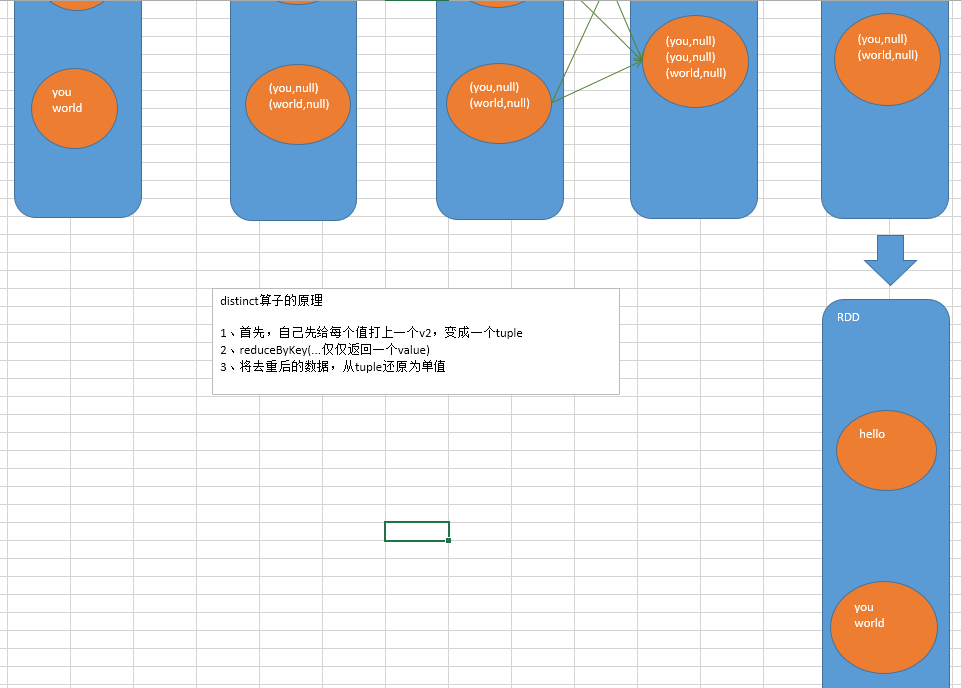 you
world
(you,null)
(world,null)
(you,null)
(world,null)
(you,null)
(you,null)
(world,null)
(you,null)
(world,null)
distinct算子的原理
1、首先，自己先给每个值打上一个v2，变成一个tuple
2、reduceByKey(...仅仅返回一个value)
3、将去重后的数据，从tuple还原为单值
RDD
hello
you
world